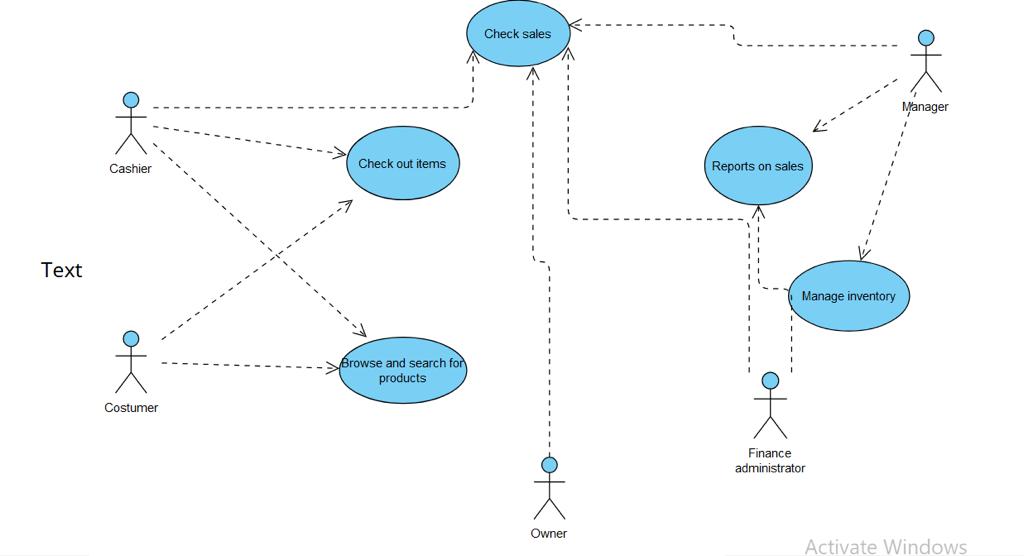 Check sales
Manager
Cashier
Check out items
Reports on sales
Text
Manage inventory
Browse and search for
products
Costumer
Finance
administrator
Owner
Activate Windows